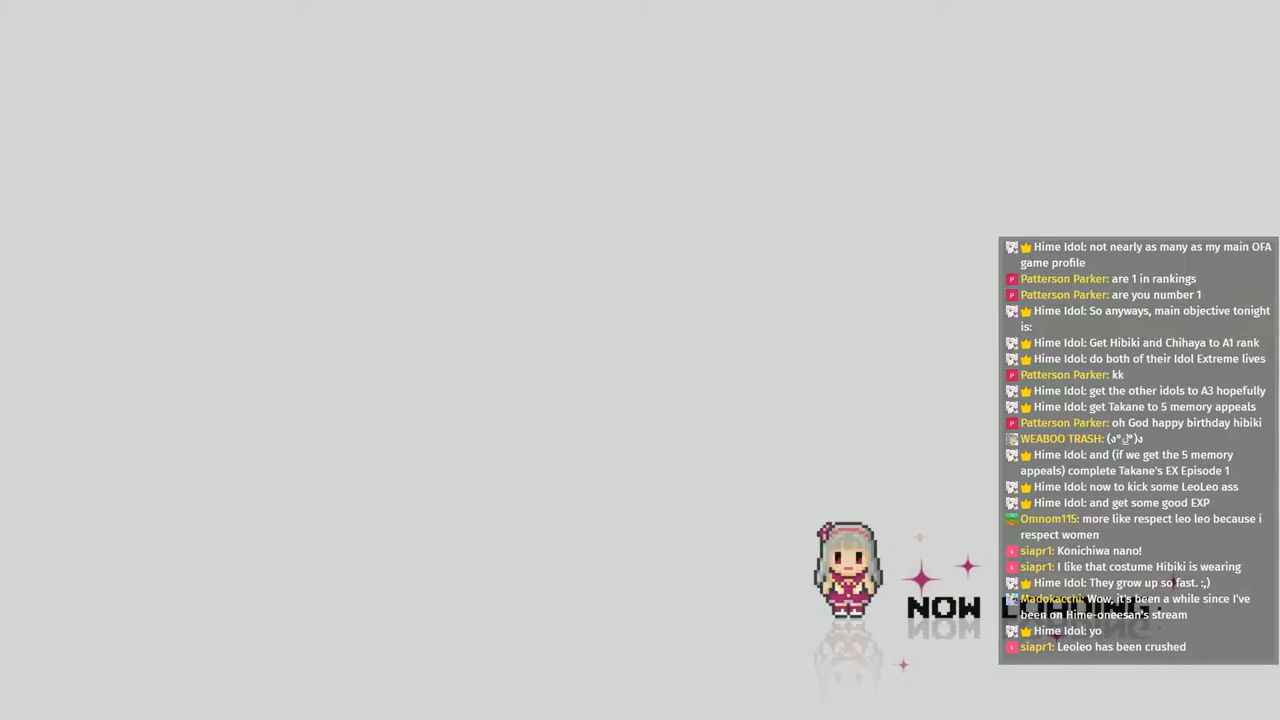 Hime Idol: not nearly as many as my main OFA
game profile
Patterson Parker: are 1 in rankings
Patterson Parker: are you number 1
Hime Idol: So anyways, main objective tonight
is:
Hime Idol: Get Hibiki and Chihaya to A1 rank
Hime Idol: do both of their Idol Extreme lives
Patterson Parker: kk
Hime Idol: get the other idols to A3 hopefully
Hime Idol: get Takane to 5 memory appeals
Patterson Parker: oh God happy birthday hibiki
WEABOO TRASH: (ง°ل͜°)ง
Hime Idol: and (if we get the 5 memory
appeals) complete Takane's EX Episode 1
Hime Idol: now to kick some LeoLeo ass
Hime Idol: and get some good EXP
Omnom115: more like respect leo leo because i
respect women
siapr1: Konichiwa nano!
siapr1: I like that costume Hibiki is wearing
Hime Idol: They grow up so fast. :,)
Madokacchi: Wow, it's been a while since I've
been on Hime-oneesan's stream
Hime Idol: yo
siapr1: Leoleo has been crushed
NOW LOADING